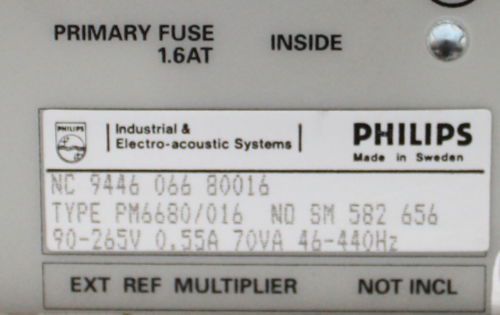 PRIMARY FUSE INSIDE
1.6AT
PHILIPS
Industrial &
Electro-acoustic Systems
PHILIPS
Made in Sweden
NC 9446 066 80016
TYPE PM6680/016 NO SM 582 656
90-265V 0.55A 70VA 46-440Hz
EXT REF MULTIPLIER NOT INCL